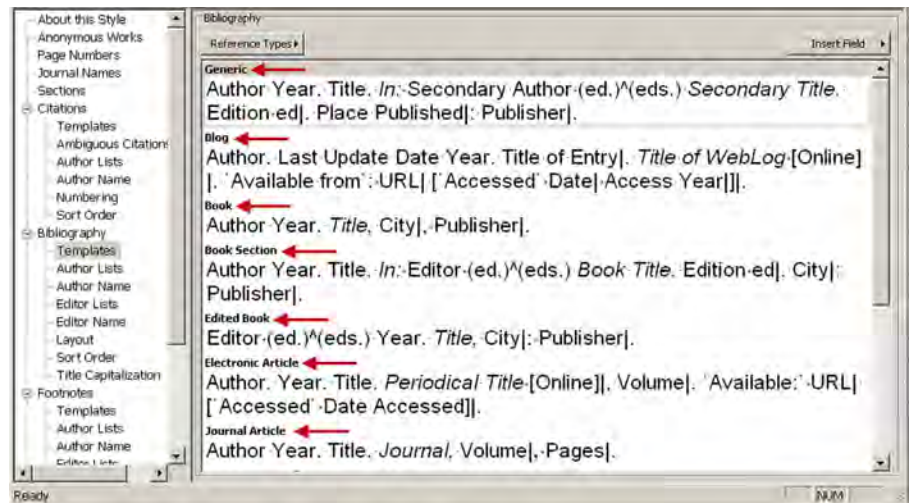 About this Style
Anonymous Works
Page Numbers
Journal Names
Sections
Citations
Templates
Ambiguous Citations
Author Lists
Author Name
Numbering
Sort Order
Bibliography
Templates
Author Lists
Author Name
Editor Lists
Editor Name
Layout
Sort Order
Title Capitalization
Footnotes
Templates
Author Lists
Author Name
Editor Lists
Bibliography
Reference Types
Insert Field
Generic
Author·Year.·Title.·In:·Secondary·Author·(ed.)^(eds.)·Secondary·Title.·
Edition·ed|.·Place·Published|:·Publisher|.
Blog
Author.·Last·Update·Date·Year.·Title·of·Entry|.·Title·of·WebLog·[Online]
|.·`Available·from`:·URL|·[`Accessed`·Date|·Access·Year|]|.
Book
Author·Year.·Title,·City|,·Publisher|.
Book Section
Author·Year.·Title.·In:·Editor·(ed.)^(eds.)·Book·Title.·Edition·ed|.·City|:·
Publisher|.
Edited Book
Editor·(ed.)^(eds.)·Year.·Title,·City|:·Publisher|.
Electronic Article
Author.·Year.·Title.·Periodical·Title·[Online]|,·Volume|.·`Available:`·URL|·
[`Accessed`·Date·Accessed]|.
Journal Article
Author·Year.·Title.·Journal,·Volume|,·Pages|.
Ready
NUM